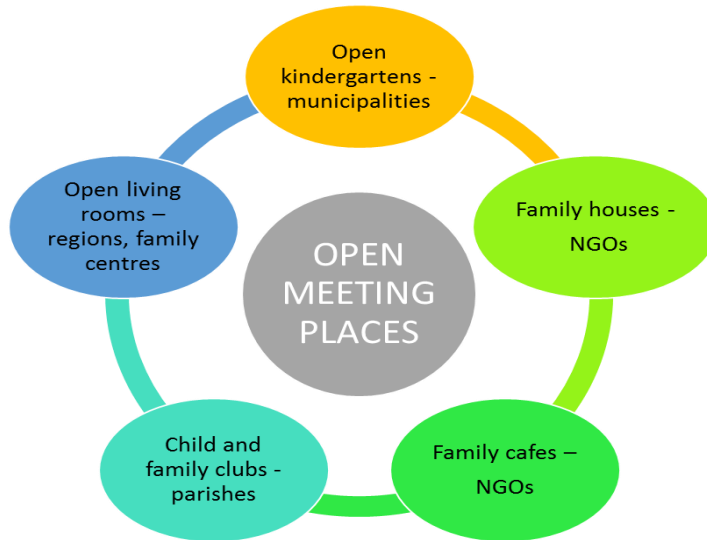 Open
kindergartens -
municipalities
Open living
rooms –
regions, family
centres
Family houses -
NGOs
OPEN
MEETING
PLACES
Child and
family clubs -
parishes
Family cafes –
NGOs